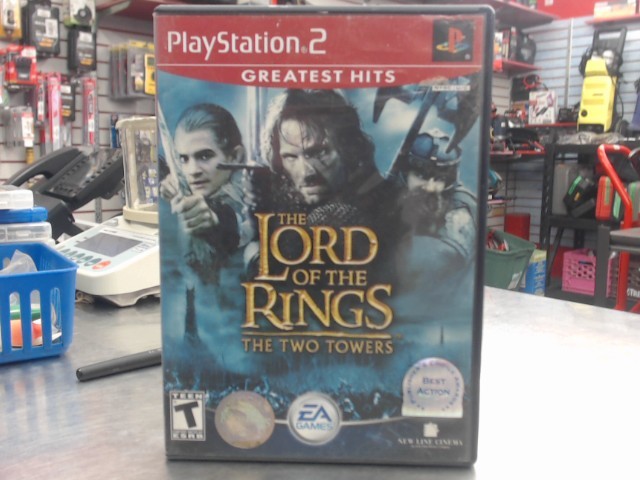 PlayStation.2
GREATEST HITS
THE
LORD
OF THE
RINGS
THE TWO TOWERS
BEST
ACTION
TEEN
T
ESRB
EA
GAMES
NEW LINE CINEMA